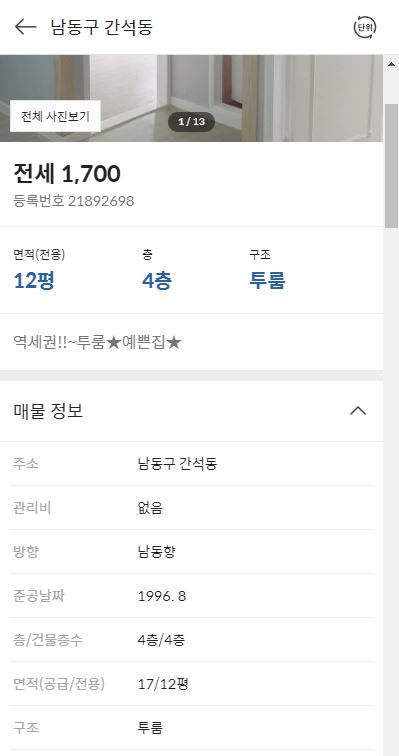 남동구 간석동
단위
전체 사진보기
1 / 13
전세 1,700
등록번호 21892698
면적(전용) 층 구조
12평 4층 투룸
역세권!!~투룸★예쁜집★
매물 정보
주소 남동구 간석동
관리비 없음
방향 남동향
준공날짜 1996. 8
층/건물층수 4층/4층
면적(공급/전용) 17/12평
구조 투룸